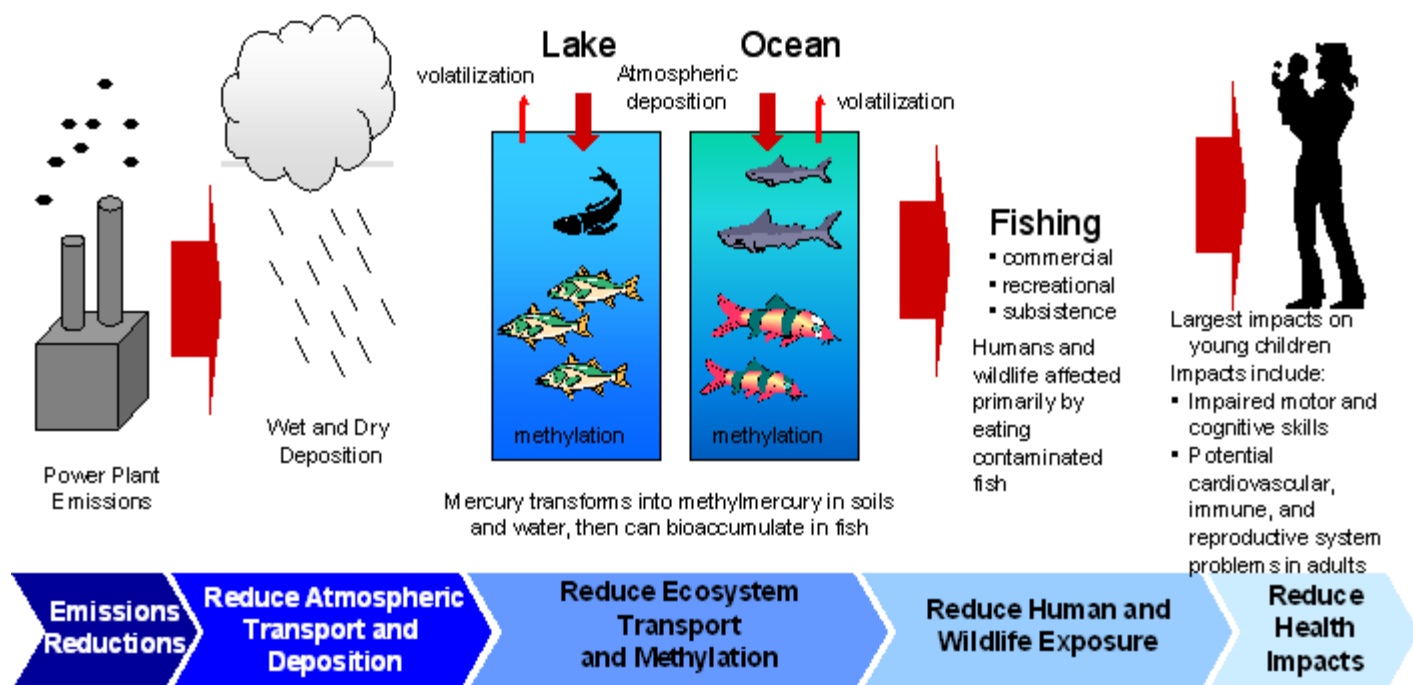 Lake
Ocean
volatilization
Atmospheric
deposition
volatilization
methylation
methylation
Power Plant
Emissions
Wet and Dry
Deposition
Mercury transforms into methylmercury in soils
and water, then can bioaccumulate in fish
Fishing
▪ commercial
▪ recreational
▪ subsistence
Humans and
wildlife affected
primarily by
eating
contaminated
fish
Largest impacts on
young children
Impacts include:
▪ Impaired motor and
cognitive skills
▪ Potential
cardiovascular,
immune, and
reproductive system
problems in adults
Emissions
Reductions
Reduce Atmospheric
Transport and
Deposition
Reduce Ecosystem
Transport
and Methylation
Reduce Human and
Wildlife Exposure
Reduce
Health
Impacts